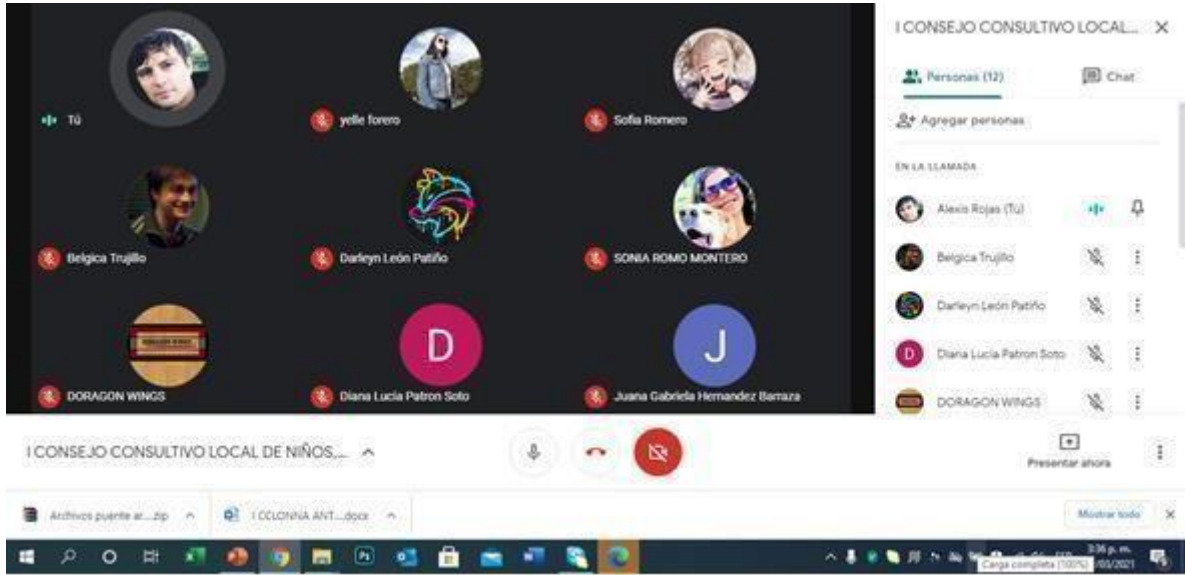 I CONSEJO CONSULTIVO LOCAL... X
Personas (12)
Chat
Agregar personas
EN LA LLAMADA
Alexis Rojas (Tú)
Belgica Trujillo
Darleyn León Patiño
D
Diana Lucia Patron Soto
DORAGON WINGS
Tú
yelle forero
Sofia Romero
Belgica Trujillo
Darleyn León Patiño
SONIA ROMO MONTERO
DORAGON WINGS
D
Diana Lucia Patron Soto
J
Juana Gabriela Hernandez Barraza
I CONSEJO CONSULTIVO LOCAL DE NIÑOS,...
Presentar ahora
Archivos puente ar....zip
I CCLONNA ANT....docx
Mostrar todo
Ps
3:36 p. m.
Carga completa (100%)
/03/2021